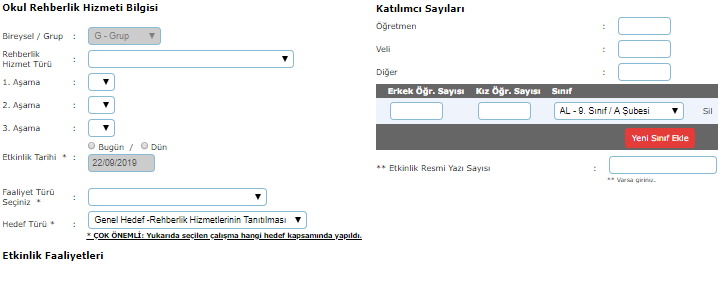 Okul Rehberlik Hizmeti Bilgisi
Bireysel / Grup : G - Grup
Rehberlik
Hizmet Türü :
1. Aşama :
2. Aşama :
3. Aşama :
Bugün / Dün
Etkinlik Tarihi * : 22/09/2019
Faaliyet Türü
Seçiniz * :
Hedef Türü * : Genel Hedef -Rehberlik Hizmetlerinin Tanıtılması
* ÇOK ÖNEMLİ: Yukarıda seçilen çalışma hangi hedef kapsamında yapıldı.
Etkinlik Faaliyetleri
Katılımcı Sayıları
Öğretmen :
Veli :
Diğer :
Erkek Öğr. Sayısı Kız Öğr. Sayısı Sınıf
AL - 9. Sınıf / A Şubesi Sil
Yeni Sınıf Ekle
** Etkinlik Resmi Yazı Sayısı :
** Varsa giriniz.